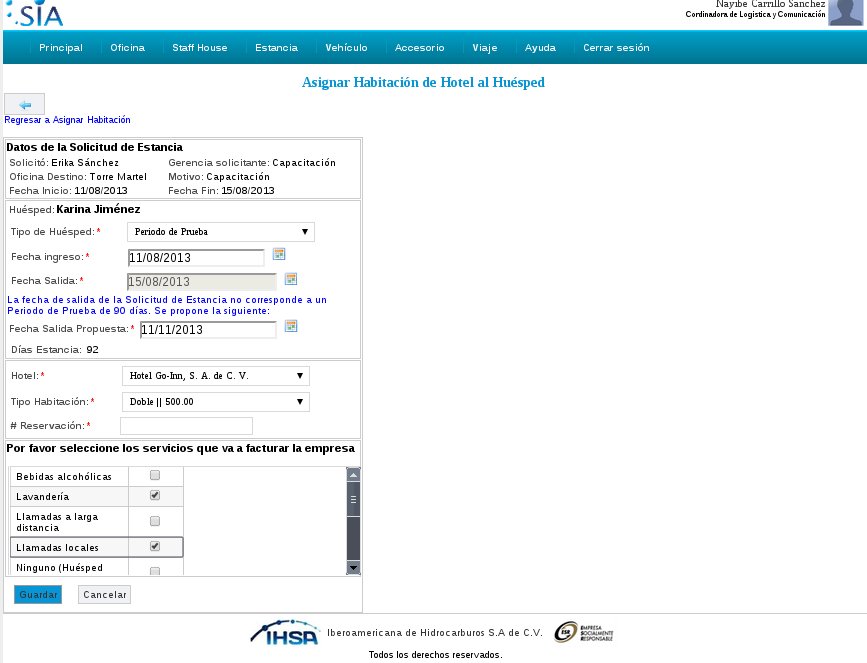 SIA
Nayibe Carrillo Sánchez
Cordinadora de Logística y Comunicación
Principal Oficina Staff House Estancia Vehículo Accesorio Viaje Ayuda Cerrar sesión
Asignar Habitación de Hotel al Huésped
Regresar a Asignar Habitación
Datos de la Solicitud de Estancia
Solicitó: Erika Sánchez Gerencia solicitante: Capacitación
Oficina Destino: Torre Martel Motivo: Capacitación
Fecha Inicio: 11/08/2013 Fecha Fin: 15/08/2013
Huésped: Karina Jiménez
Tipo de Huésped:* Periodo de Prueba
Fecha ingreso:* 11/08/2013
Fecha Salida:* 15/08/2013
La fecha de salida de la Solicitud de Estancia no corresponde a un
Periodo de Prueba de 90 días. Se propone la siguiente:
Fecha Salida Propuesta:* 11/11/2013
Días Estancia: 92
Hotel:* Hotel Go-Inn, S. A. de C. V.
Tipo Habitación:* Doble || 500.00
# Reservación:*
Por favor seleccione los servicios que va a facturar la empresa
Bebidas alcohólicas
Lavandería
Llamadas a larga
distancia
Llamadas locales
Ninguno (Huésped
Guardar Cancelar
IHSA Iberoamericana de Hidrocarburos S.A de C.V. ESR EMPRESA
SOCIALMENTE
RESPONSABLE
Todos los derechos reservados.